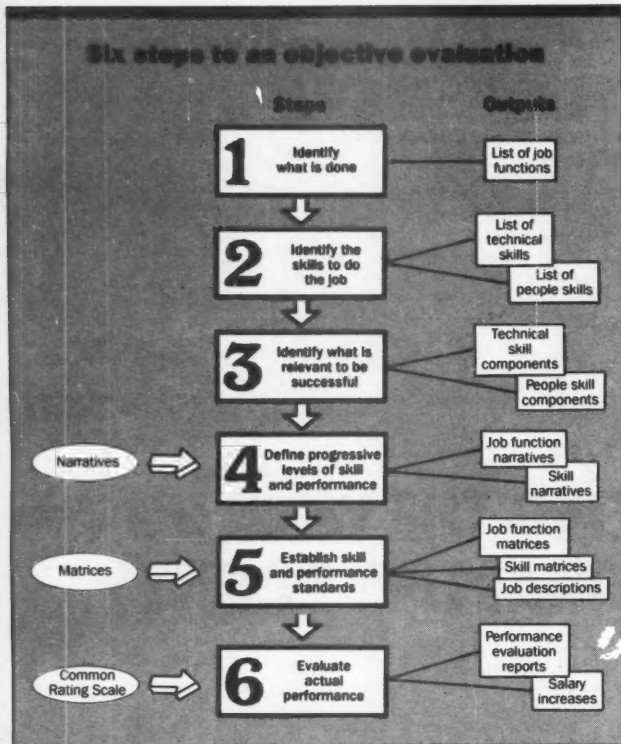 Six steps to an objective evaluation
Steps
Outputs
1
Identify
what is done
List of job
functions
2
Identify the
skills to do
the job
List of
technical
skills
List of
people skills
3
Identify what is
relevant to be
successful
Technical
skill
components
People skill
components
Narratives
4
Define progressive
levels of skill
and performance
Job function
narratives
Skill
narratives
Matrices
5
Establish skill
and performance
standards
Job function
matrices
Skill matrices
Job descriptions
Common
Rating Scale
6
Evaluate
actual
performance
Performance
evaluation
reports
Salary
increases